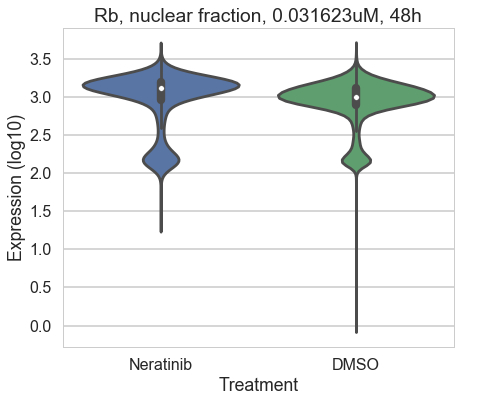 Rb, nuclear fraction, 0.031623uM, 48h
Expression (log10)
3.5
3.0
2.5
2.0
1.5
1.0
0.5
0.0
Neratinib DMSO
Treatment